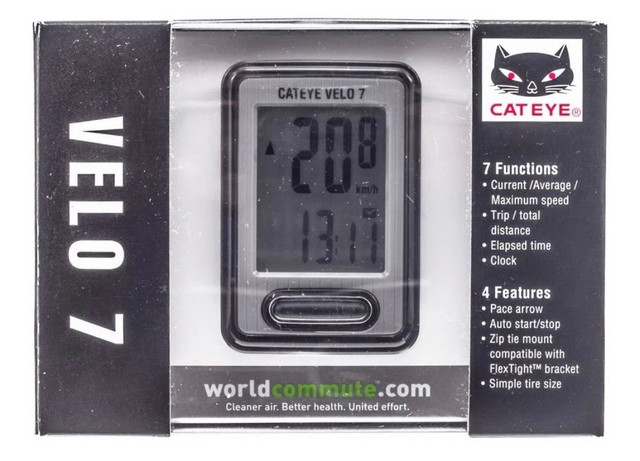 VELO 7
CATEYE VELO 7
20.8
km/h
13:17
worldcommute.com
Cleaner air. Better health. United effort.
CATEYE®
7 Functions
• Current /Average /
Maximum speed
• Trip / total
distance
• Elapsed time
• Clock
4 Features
• Pace arrow
• Auto start/stop
• Zip tie mount
compatible with
FlexTight™ bracket
• Simple tire size